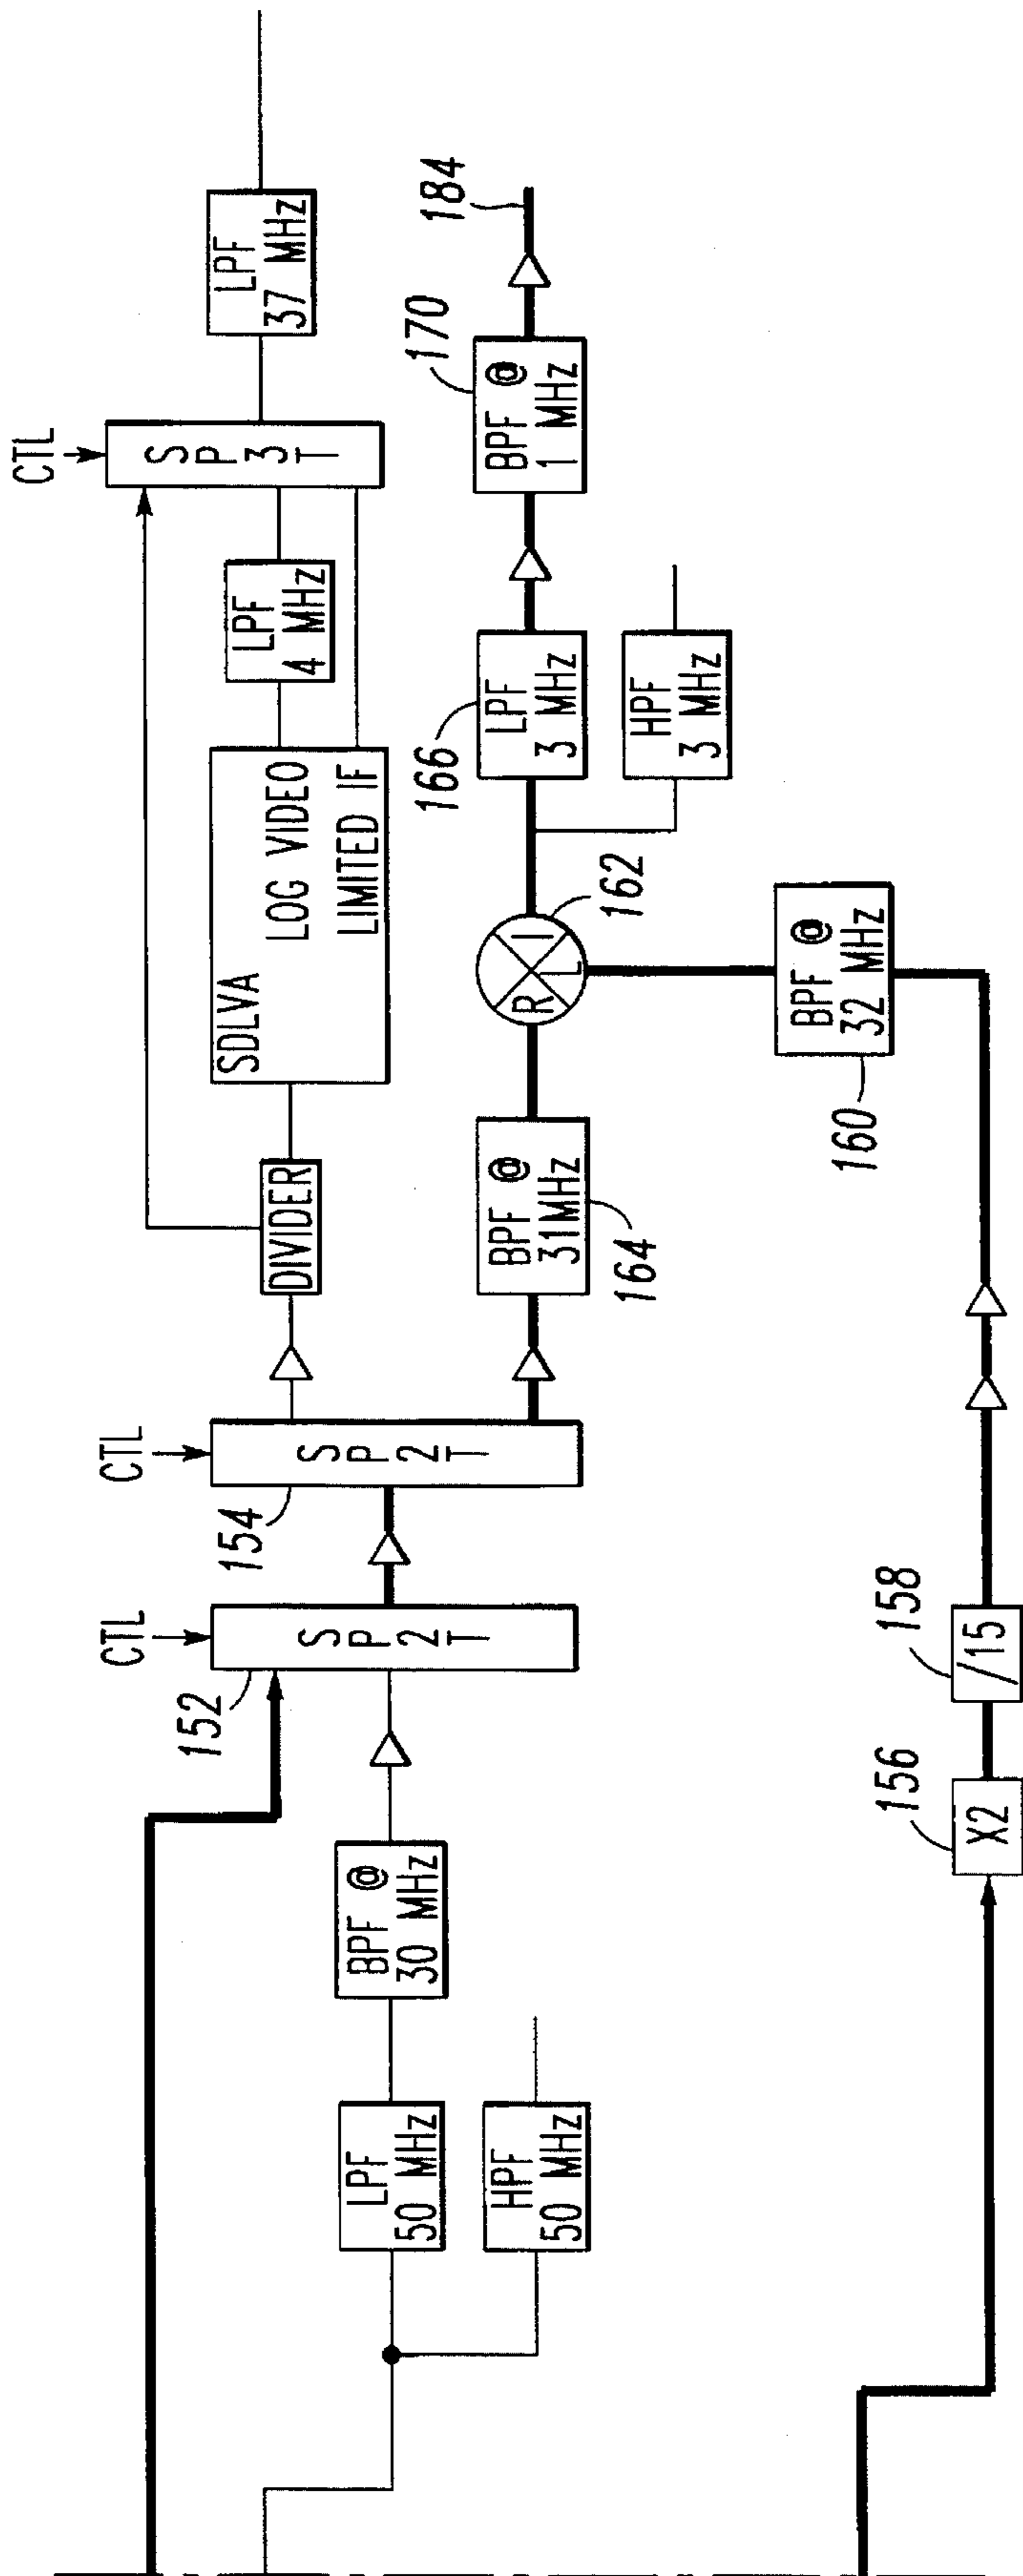 CTL
LPF
37 MHz
S
P
3
T
LPF
4 MHz
SDLVA
LOG VIDEO
LIMITED IF
DIVIDER
184
170
BPF @
1 MHz
166
LPF
3 MHz
HPF
3 MHz
R
L
I
162
BPF @
31MHz
164
BPF @
32 MHz
160
CTL
154
S
P
2
T
CTL
152
S
P
2
T
BPF @
30 MHz
LPF
50 MHz
HPF
50 MHz
158
/15
156
X2